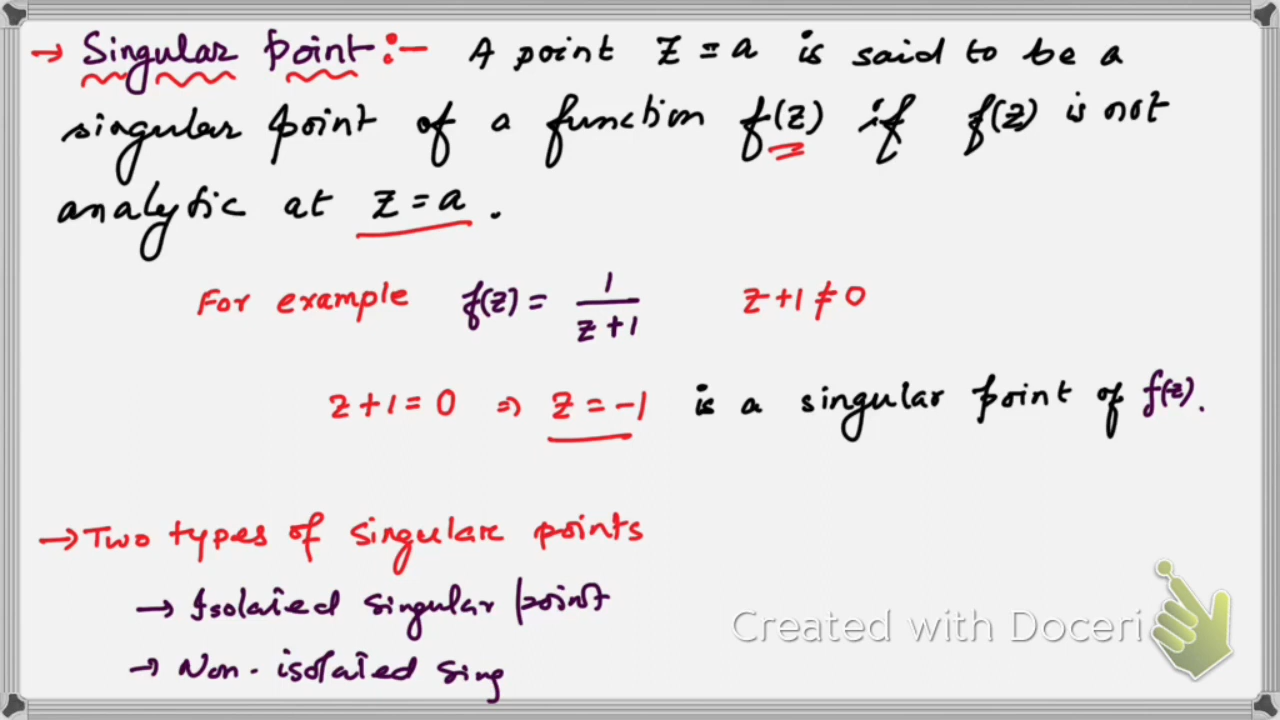 → Singular point :- A point z = a is said to be a
singular point of a function f(z) if f(z) is not
analytic at z = a .
For example f(z) = 1/(z+1) z+1 ≠ 0
z+1 = 0 ⇒ z = -1 is a singular point of f(z).
→ Two types of singular points
→ Isolated singular point
→ Non-isolated sing
Created with Doceri